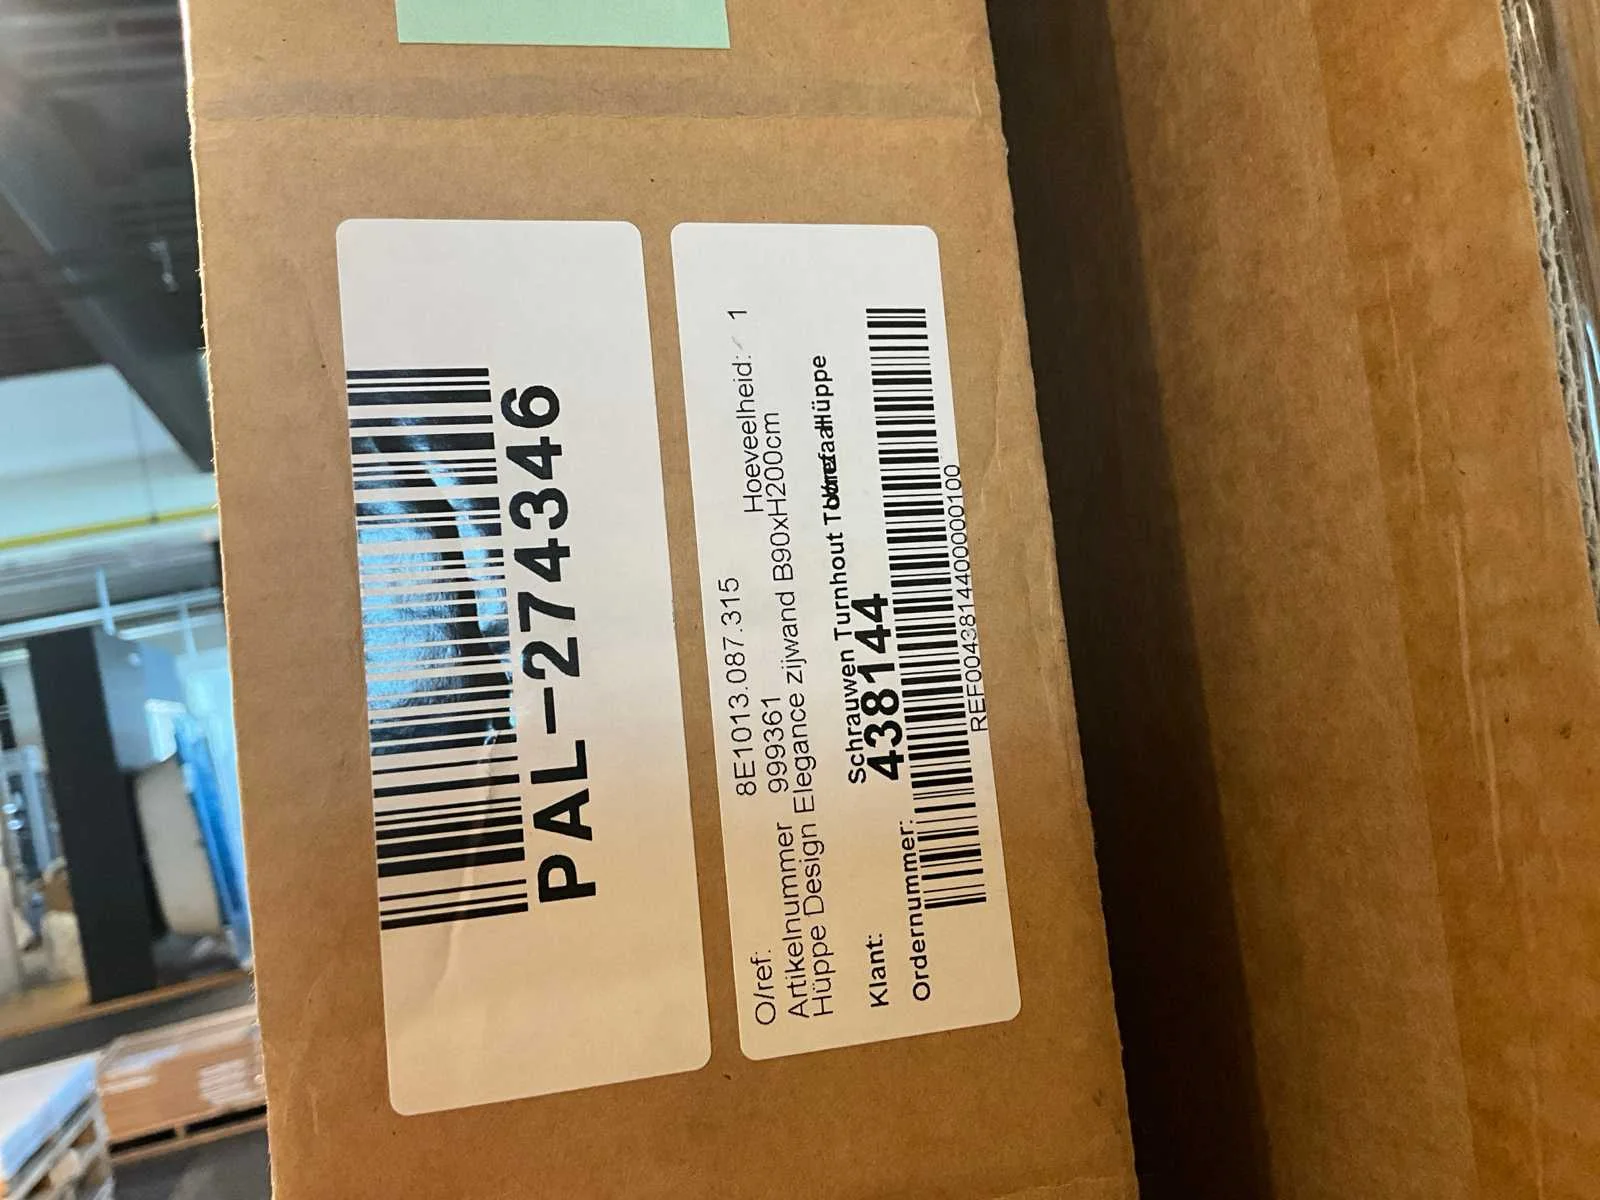 PAL-274346
O/ref: 8E1013.087.315 Hoeveelheid: 1
Artikelnummer 999361
Hüppe Design Elegance zijwand B90xH200cm
Klant: Schrauwen Turnhout Hüppe
Ordernummer: 438144
REF00438144000000100